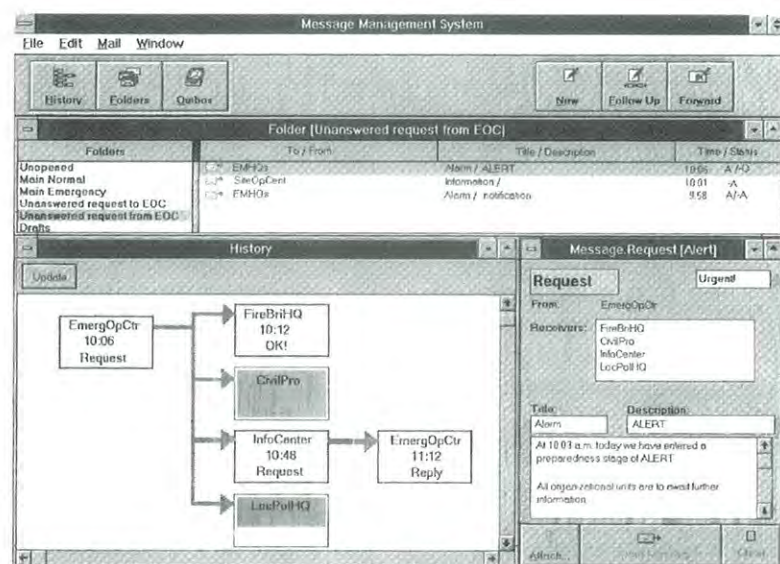 Message Management System
File Edit Mail Window
History Folders Outbox New Follow Up Forward
Folder [Unanswered request from EOC]
Folders To / From Title / Description Time / Status
Unopened EMHQs Alarm / ALERT 10:06 A/-Q
Main Normal SiteOpCent Information / 10:01 -A
Main Emergency EMHQs Alarm / notification 9:58 A/-A
Unanswered request to EOC
Unanswered request from EOC
Drafts
History
Update
EmergOpCtr
10:06
Request
FireBriHQ
10:12
OK!
CivilPro
InfoCenter
10:48
Request
EmergOpCtr
11:12
Reply
LocPolHQ
Message.Request [Alert]
Request Urgent!
From: EmergOpCtr
Receivers: FireBriHQ
CivilPro
InfoCenter
LocPolHQ
Title: Description:
Alarm ALERT
At 10:03 a.m. today we have entered a
preparedness stage of ALERT
All organizational units are to await further
information
Attach... Clear